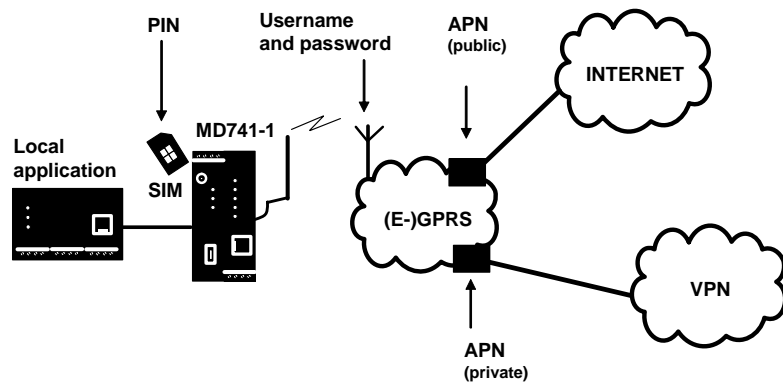 PIN
Username
and password
APN
(public)
INTERNET
MD741-1
Local
application
SIM
(E-)GPRS
VPN
APN
(private)